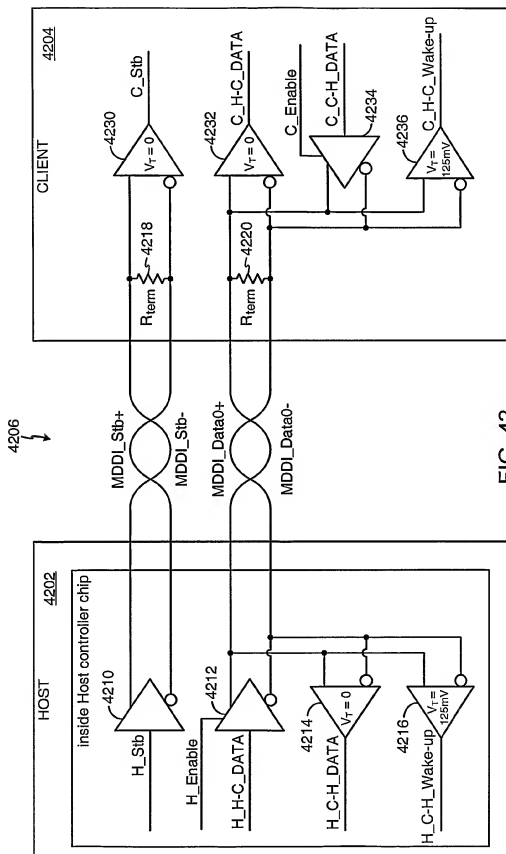 HOST
4202
inside Host controller chip
H_Stb
4210
H_Enable
4212
H_H-C_DATA
4214
VT = 0
H_C-H_DATA
4216
VT = 125mV
H_C-H_Wake-up
4206
MDDI_Stb+
MDDI_Stb-
MDDI_Data0+
MDDI_Data0-
CLIENT
4204
4218
Rterm
4220
Rterm
4230
VT = 0
C_Stb
4232
VT = 0
C_H-C_DATA
C_Enable
C_C-H_DATA
4234
4236
VT = 125mV
C_H-C_Wake-up